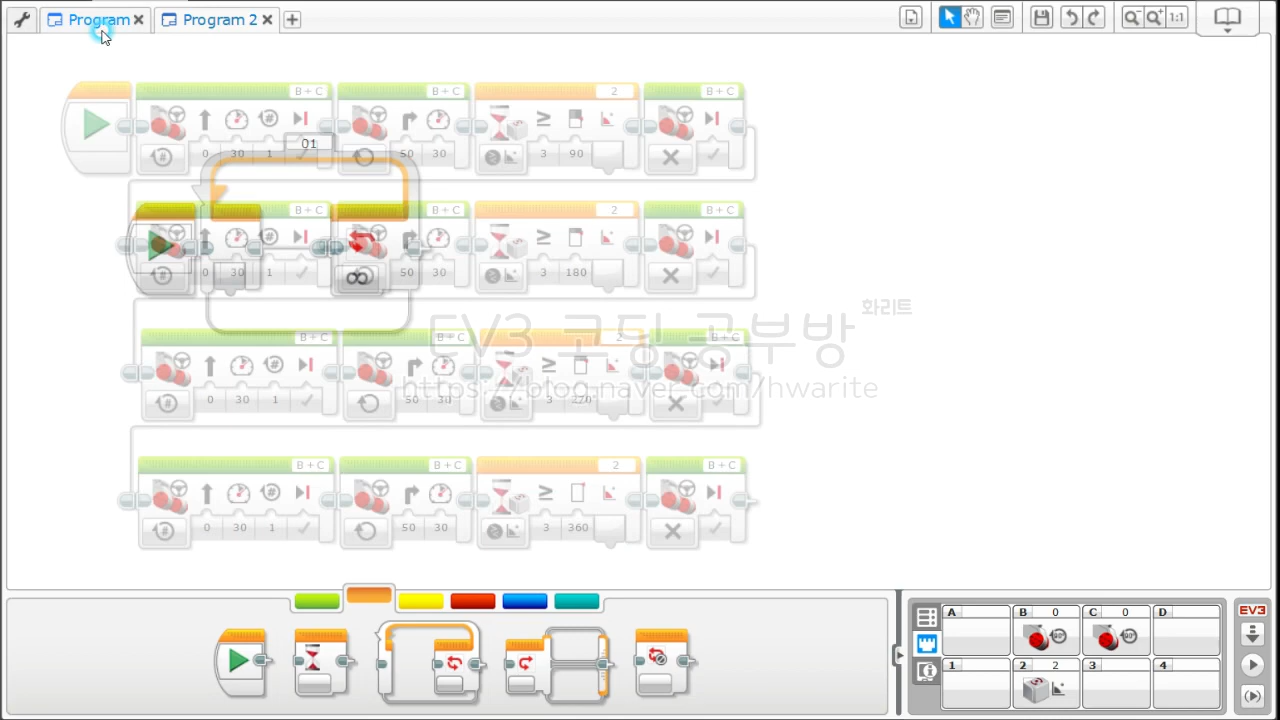 Program
Program 2
1:1
B + C
B + C
2
B + C
0 30 1
50 30
3 90
01
B + C
B + C
2
B + C
0 30 1
50 30
3 180
화리트
EV3 코딩 공부방
https://blog.naver.com/hwarite
B + C
B + C
2
B + C
0 30 1
50 30
3 270
B + C
B + C
2
B + C
0 30 1
50 30
3 360
A
B 0
C 0
D
EV3
1
2 2
3
4